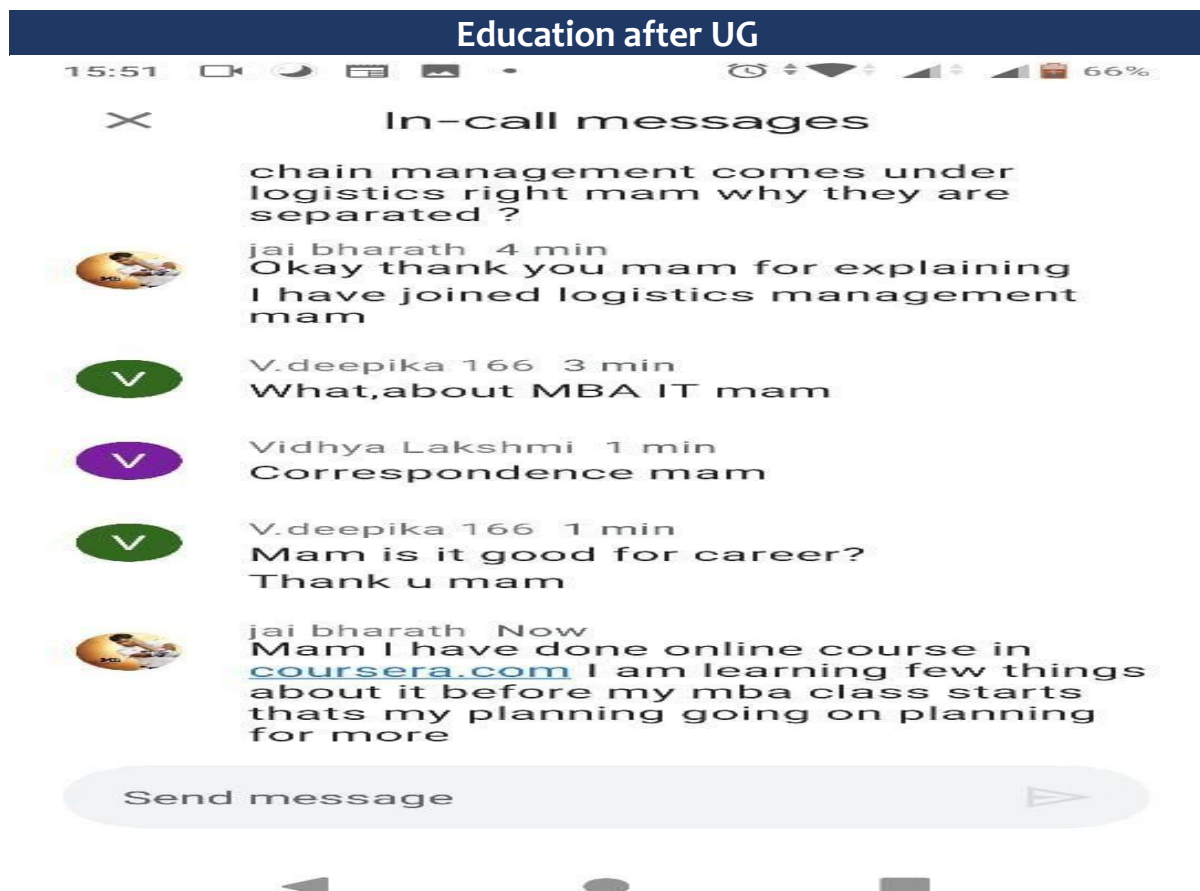 Education after UG
15:51
66%
In-call messages
chain management comes under
logistics right mam why they are
separated ?
jai bharath 4 min
Okay thank you mam for explaining
I have joined logistics management
mam
V
V.deepika 166 3 min
What,about MBA IT mam
V
Vidhya Lakshmi 1 min
Correspondence mam
V
V.deepika 166 1 min
Mam is it good for career?
Thank u mam
jai bharath Now
Mam I have done online course in
coursera.com I am learning few things
about it before my mba class starts
thats my planning going on planning
for more
Send message